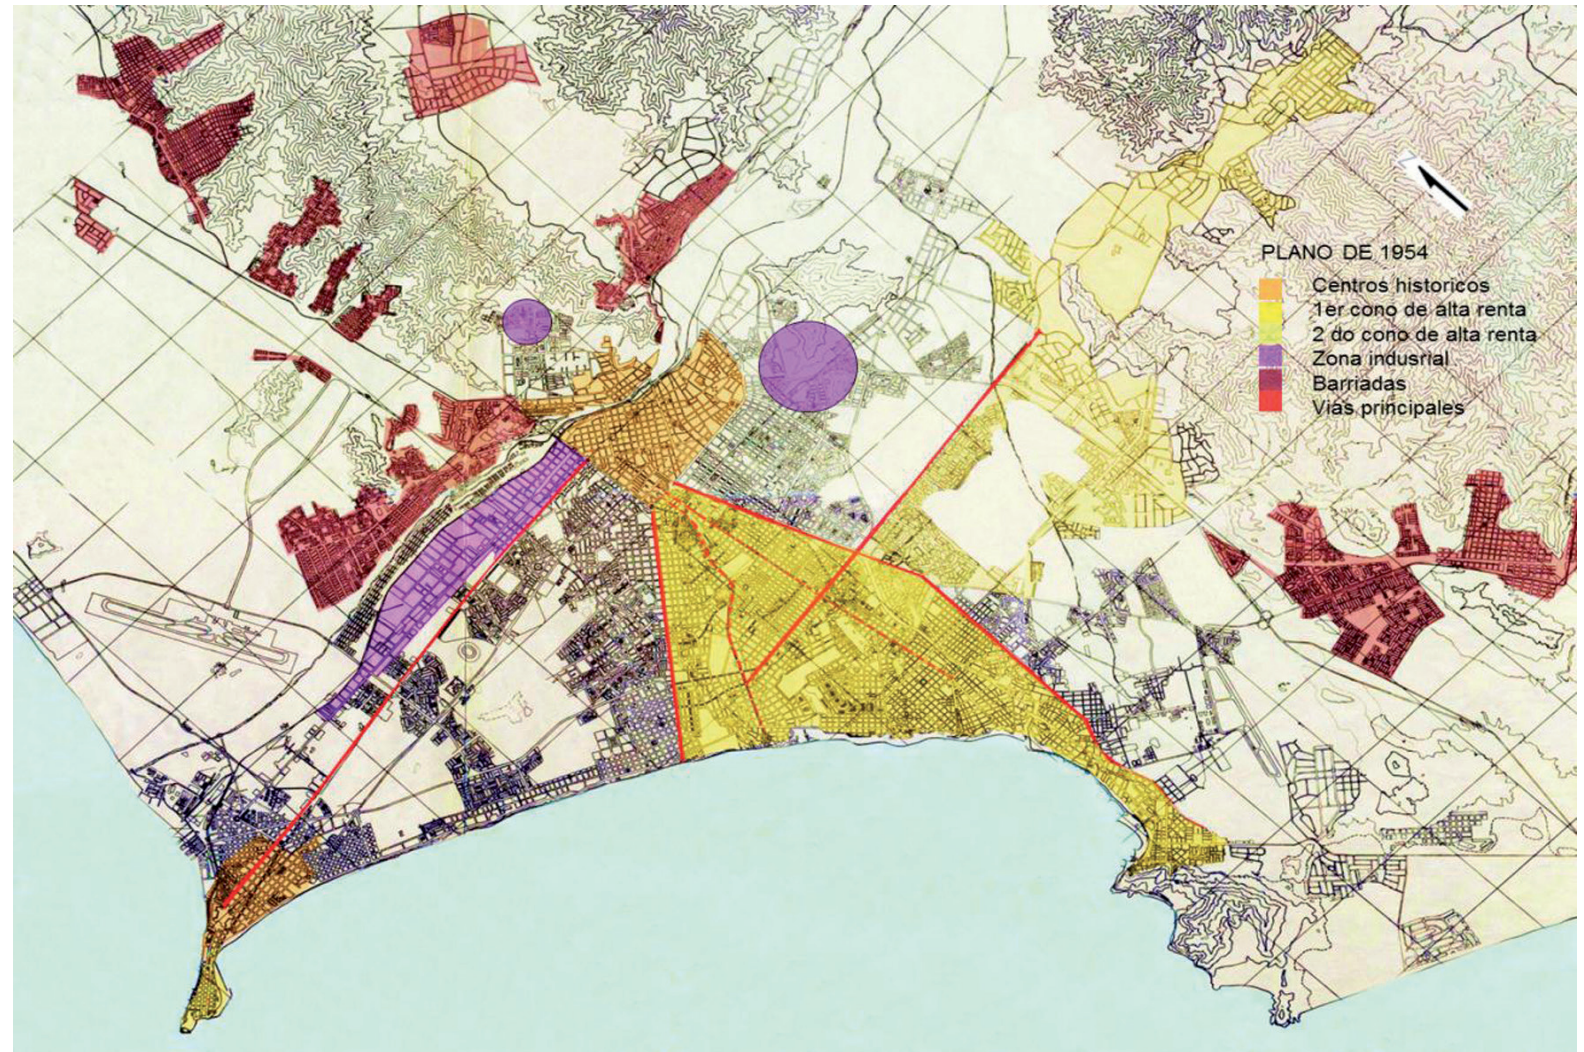 PLANO DE 1954
Centros historicos
1er cono de alta renta
2 do cono de alta renta
Zona indusrial
Barriadas
Vias principales